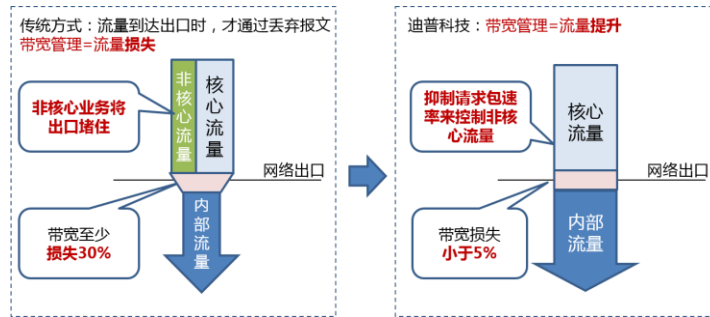 传统方式：流量到达出口时，才通过丢弃报文
带宽管理=流量损失
非核心业务将
出口堵住
非核心流量
核心流量
网络出口
带宽至少
损失30%
内部流量
迪普科技：带宽管理=流量提升
抑制请求包速
率来控制非核
心流量
核心
流量
网络出口
带宽损失
小于5%
内部
流量